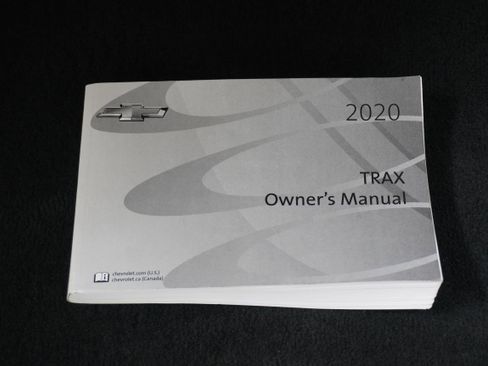 2020
TRAX
Owner's Manual
chevrolet.com (U.S.)
chevrolet.ca (Canada)